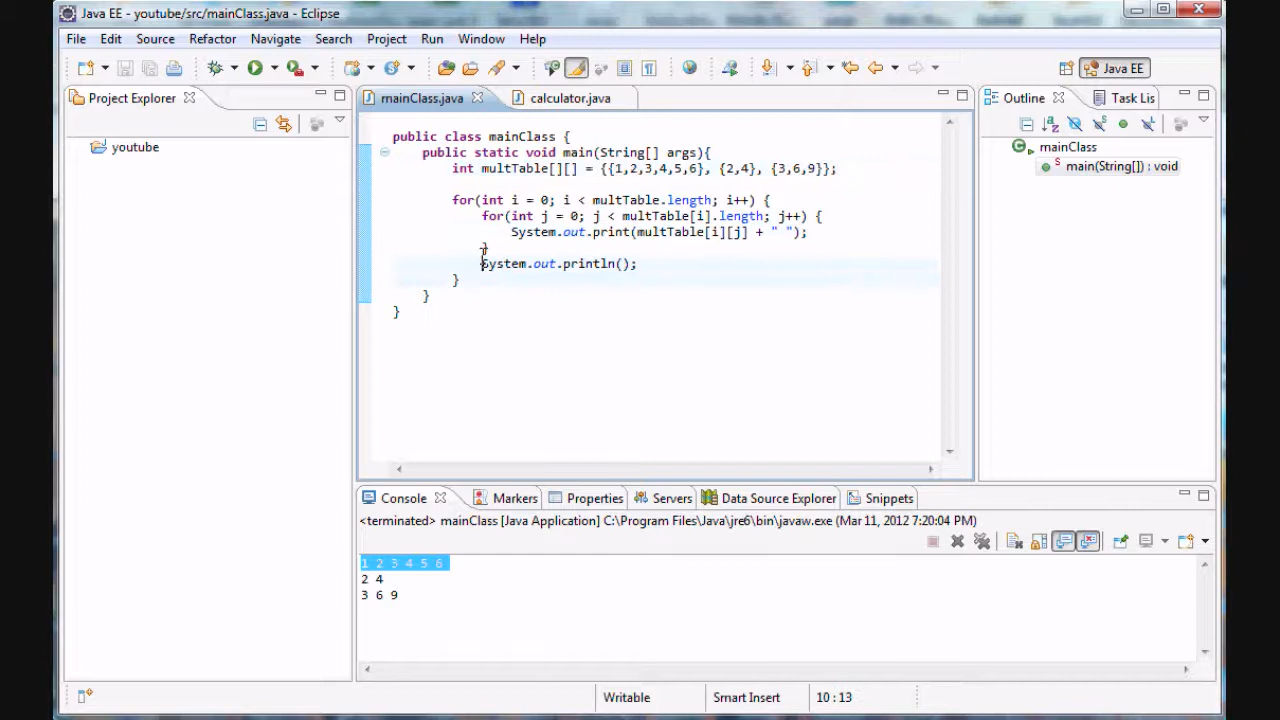 Java EE - youtube/src/mainClass.java - Eclipse
File Edit Source Refactor Navigate Search Project Run Window Help
Java EE
Project Explorer
mainClass.java calculator.java
Outline Task Lis
youtube
mainClass
main(String[]) : void
public class mainClass {
public static void main(String[] args){
int multTable[][] = {{1,2,3,4,5,6}, {2,4}, {3,6,9}};
for(int i = 0; i < multTable.length; i++) {
for(int j = 0; j < multTable[i].length; j++) {
System.out.print(multTable[i][j] + " ");
}
System.out.println();
}
}
}
Console Markers Properties Servers Data Source Explorer Snippets
<terminated> mainClass [Java Application] C:\Program Files\Java\jre6\bin\javaw.exe (Mar 11, 2012 7:20:04 PM)
1 2 3 4 5 6
2 4
3 6 9
Writable Smart Insert 10 : 13